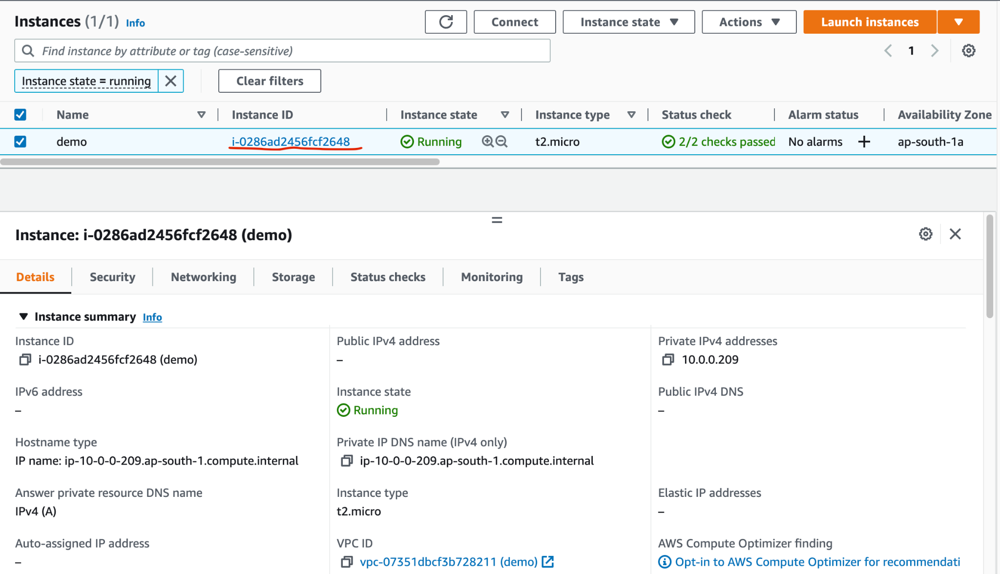 Instances (1/1) Info
Connect Instance state Actions Launch instances
Find instance by attribute or tag (case-sensitive)
1
Instance state = running
Clear filters
Name Instance ID Instance state Instance type Status check Alarm status Availability Zone
demo i-0286ad2456fcf2648 Running t2.micro 2/2 checks passed No alarms + ap-south-1a
Instance: i-0286ad2456fcf2648 (demo)
Details Security Networking Storage Status checks Monitoring Tags
Instance summary Info
Instance ID Public IPv4 address Private IPv4 addresses
i-0286ad2456fcf2648 (demo) – 10.0.0.209
IPv6 address Instance state Public IPv4 DNS
– Running –
Hostname type Private IP DNS name (IPv4 only)
IP name: ip-10-0-0-209.ap-south-1.compute.internal ip-10-0-0-209.ap-south-1.compute.internal
Answer private resource DNS name Instance type Elastic IP addresses
IPv4 (A) t2.micro –
Auto-assigned IP address VPC ID AWS Compute Optimizer finding
– vpc-07351dbcf3b728211 (demo) Opt-in to AWS Compute Optimizer for recommendati